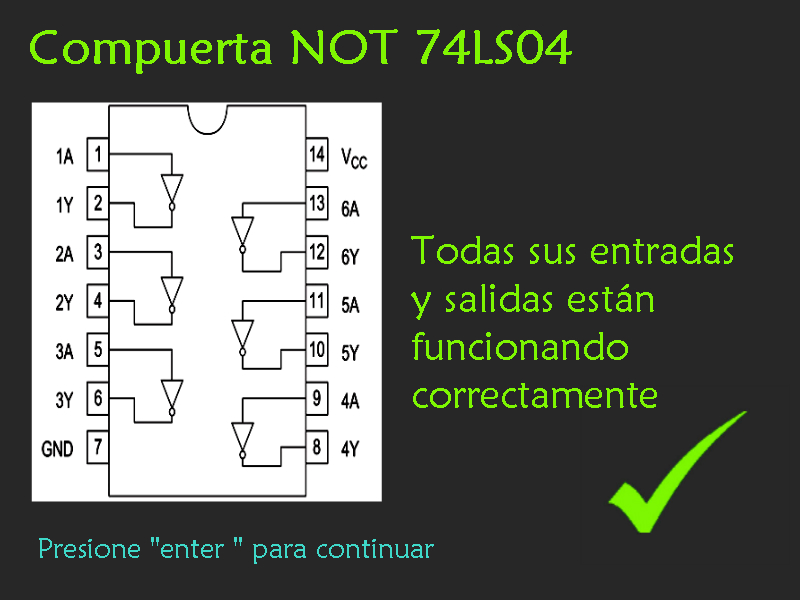 Compuerta NOT 74LS04
1A 1 14 VCC
1Y 2 13 6A
2A 3 12 6Y
2Y 4 11 5A
3A 5 10 5Y
3Y 6 9 4A
GND 7 8 4Y
Todas sus entradas
y salidas están
funcionando
correctamente
Presione "enter " para continuar